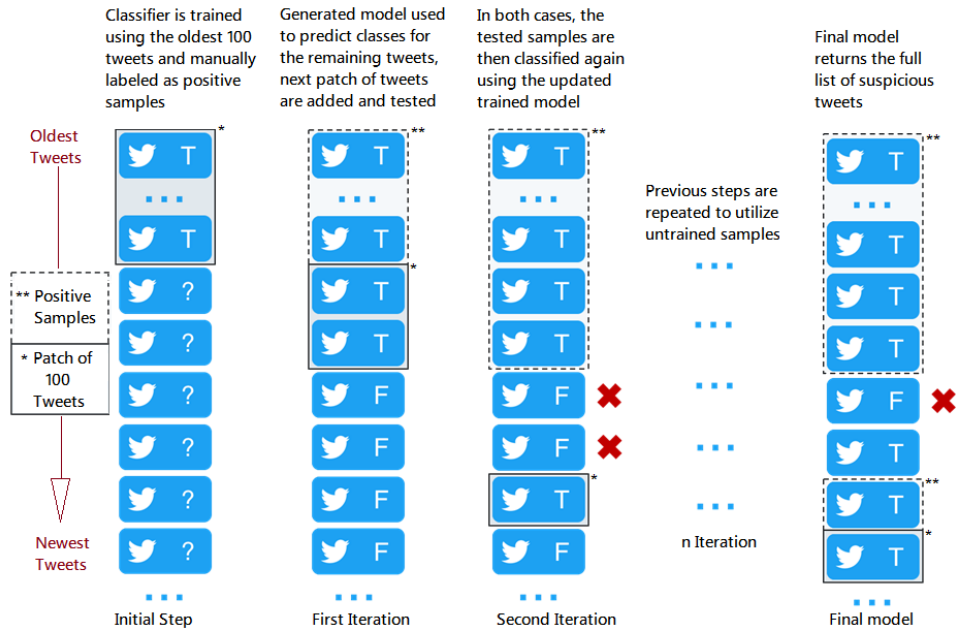 Classifier is trained
using the oldest 100
tweets and manually
labeled as positive
samples
Generated model used
to predict classes for
the remaining tweets,
next patch of tweets
are added and tested
In both cases, the
tested samples are
then classified again
using the updated
trained model
Final model
returns the full
list of suspicious
tweets
Oldest
Tweets
** Positive
Samples
* Patch of
100
Tweets
Newest
Tweets
*
T
...
T
?
?
?
?
?
?
...
Initial Step
**
T
...
T
*
T
T
F
F
F
F
...
First Iteration
**
T
...
T
T
T
F
F
*
T
F
...
Second Iteration
Previous steps are
repeated to utilize
untrained samples
...
...
...
...
...
n Iteration
**
T
...
T
T
T
F
T
**
T
*
T
...
Final model